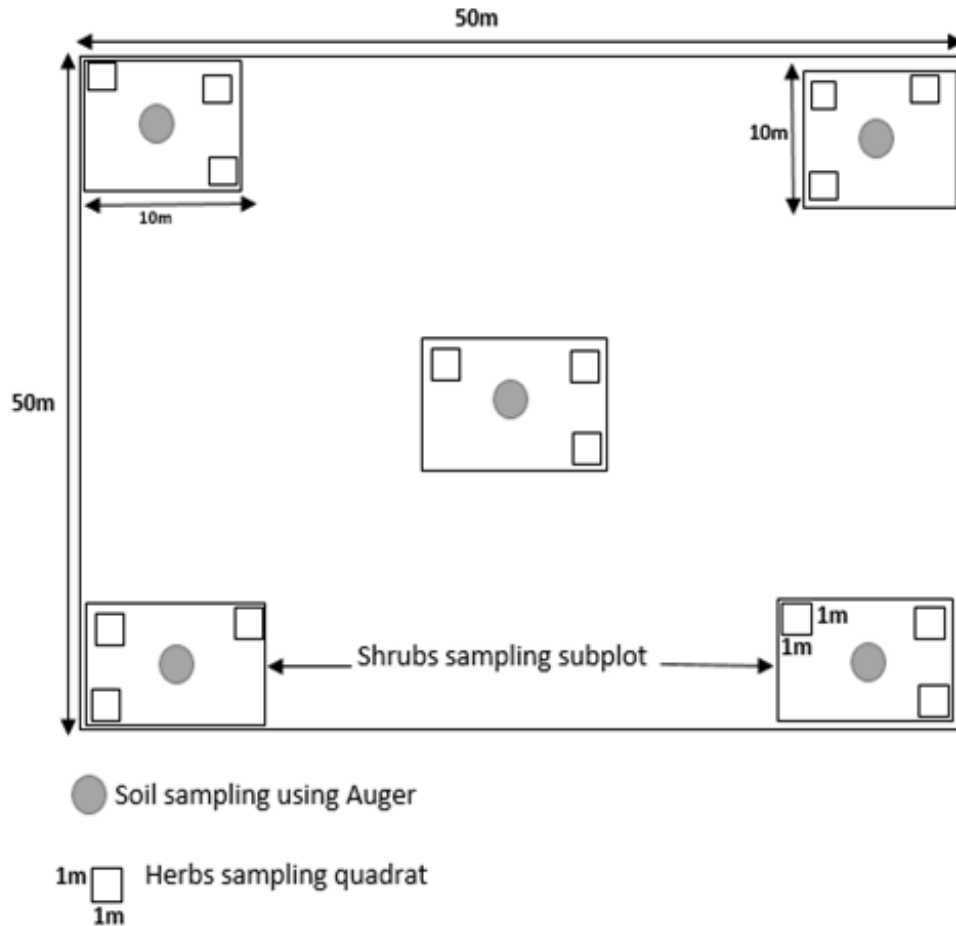 50m
10m
10m
50m
1m
1m
Shrubs sampling subplot
Soil sampling using Auger
1m
Herbs sampling quadrat
1m